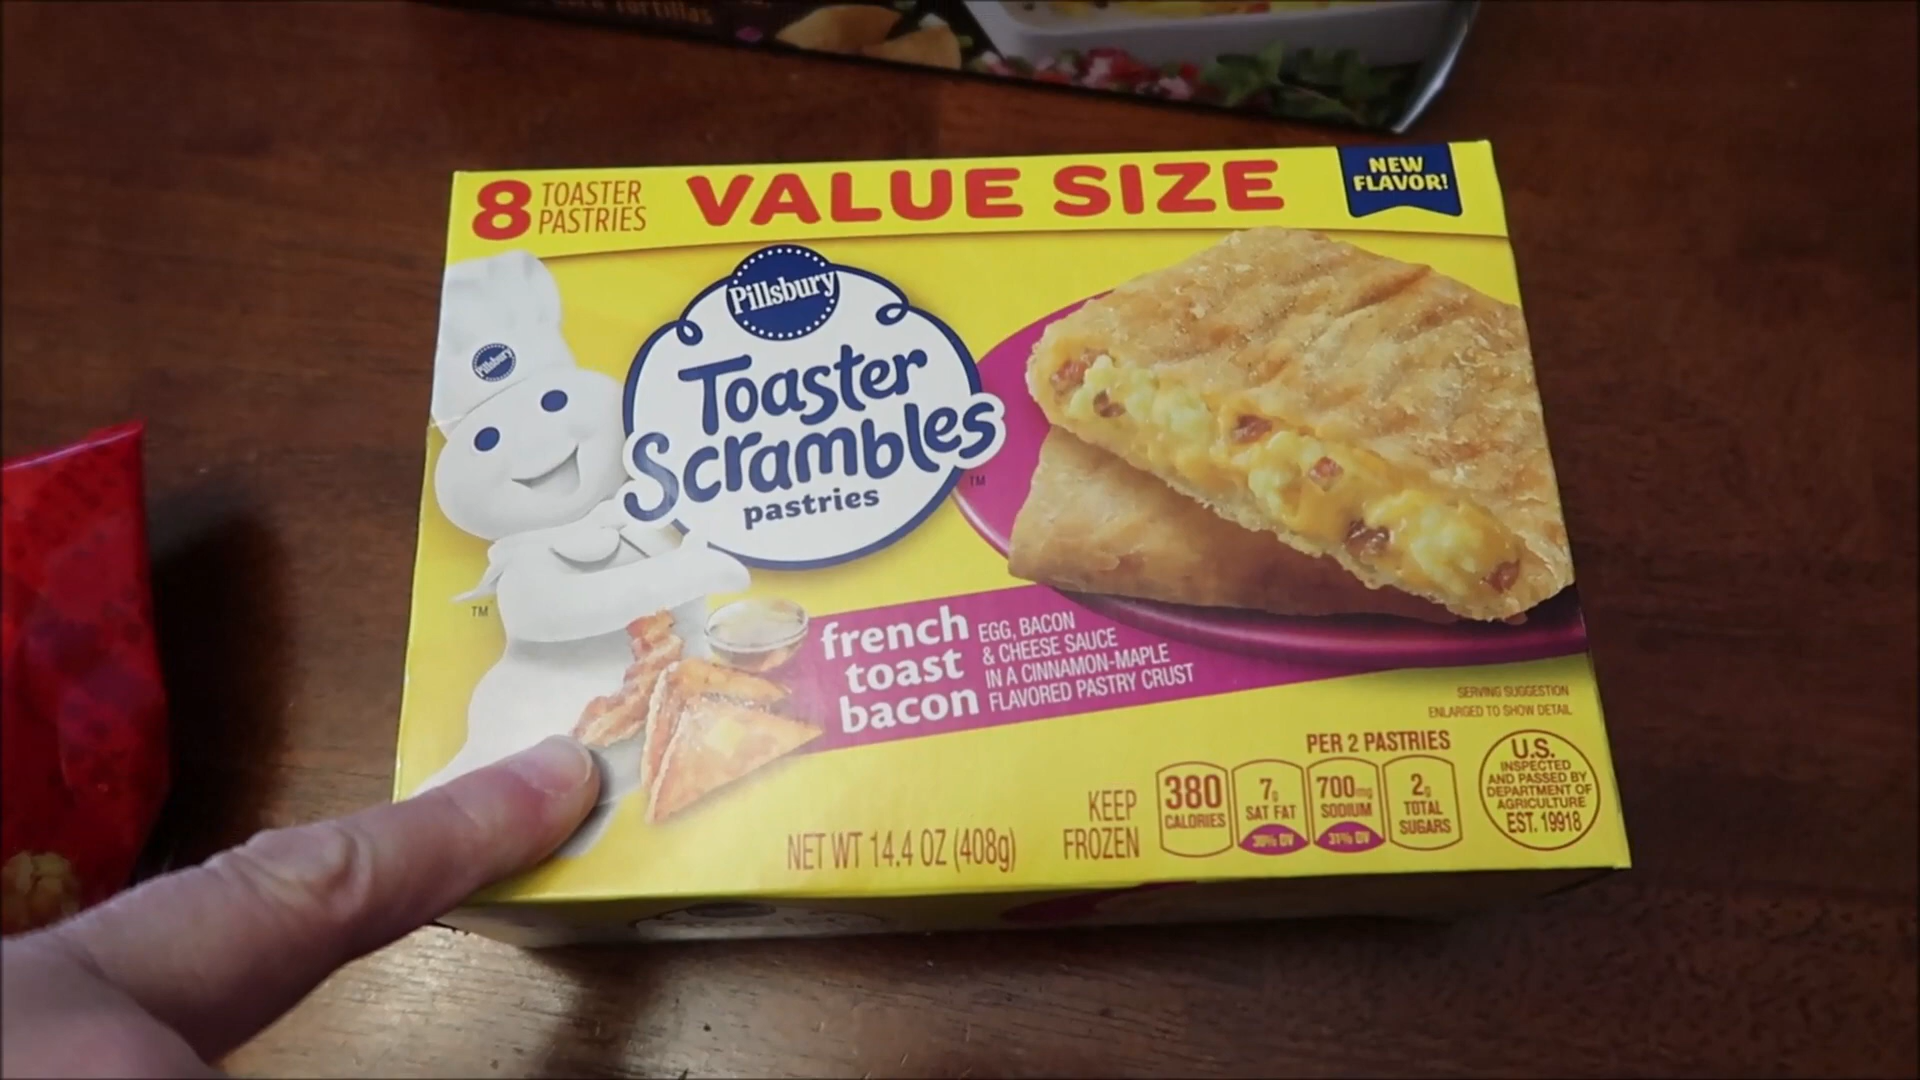 Tortillas
8 TOASTER
PASTRIES
VALUE SIZE
NEW
FLAVOR!
Pillsbury
Pillsbury
Toaster
Scrambles
pastries
TM
TM
french
toast
bacon
EGG, BACON
& CHEESE SAUCE
IN A CINNAMON-MAPLE
FLAVORED PASTRY CRUST
SERVING SUGGESTION
ENLARGED TO SHOW DETAIL
PER 2 PASTRIES
KEEP
FROZEN
380
CALORIES
7g
SAT FAT
36% DV
700mg
SODIUM
31% DV
2g
TOTAL
SUGARS
U.S.
INSPECTED
AND PASSED BY
DEPARTMENT OF
AGRICULTURE
EST. 19918
NET WT 14.4 OZ (408g)